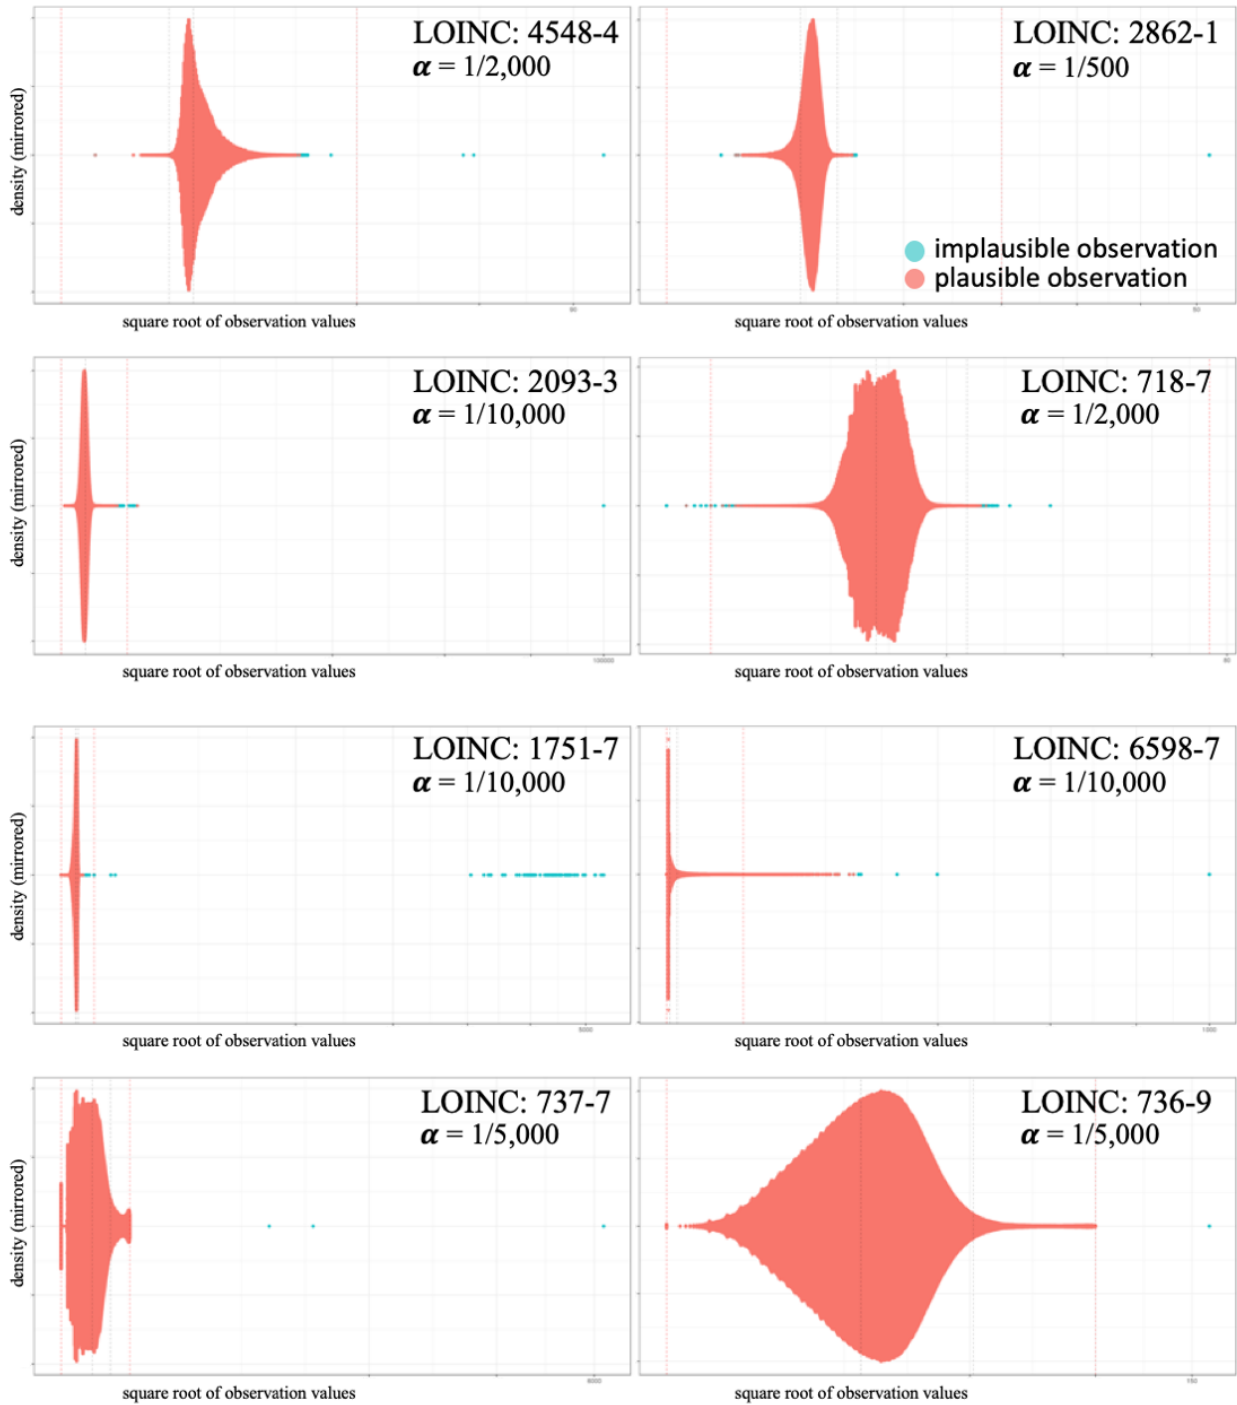 LOINC: 4548-4
α = 1/2,000
density (mirrored)
square root of observation values
LOINC: 2862-1
α = 1/500
implausible observation
plausible observation
50
square root of observation values
LOINC: 2093-3
α = 1/10,000
density (mirrored)
100000
square root of observation values
LOINC: 718-7
α = 1/2,000
square root of observation values
LOINC: 1751-7
α = 1/10,000
density (mirrored)
5000
square root of observation values
LOINC: 6598-7
α = 1/10,000
square root of observation values
LOINC: 737-7
α = 1/5,000
density (mirrored)
square root of observation values
LOINC: 736-9
α = 1/5,000
150
square root of observation values